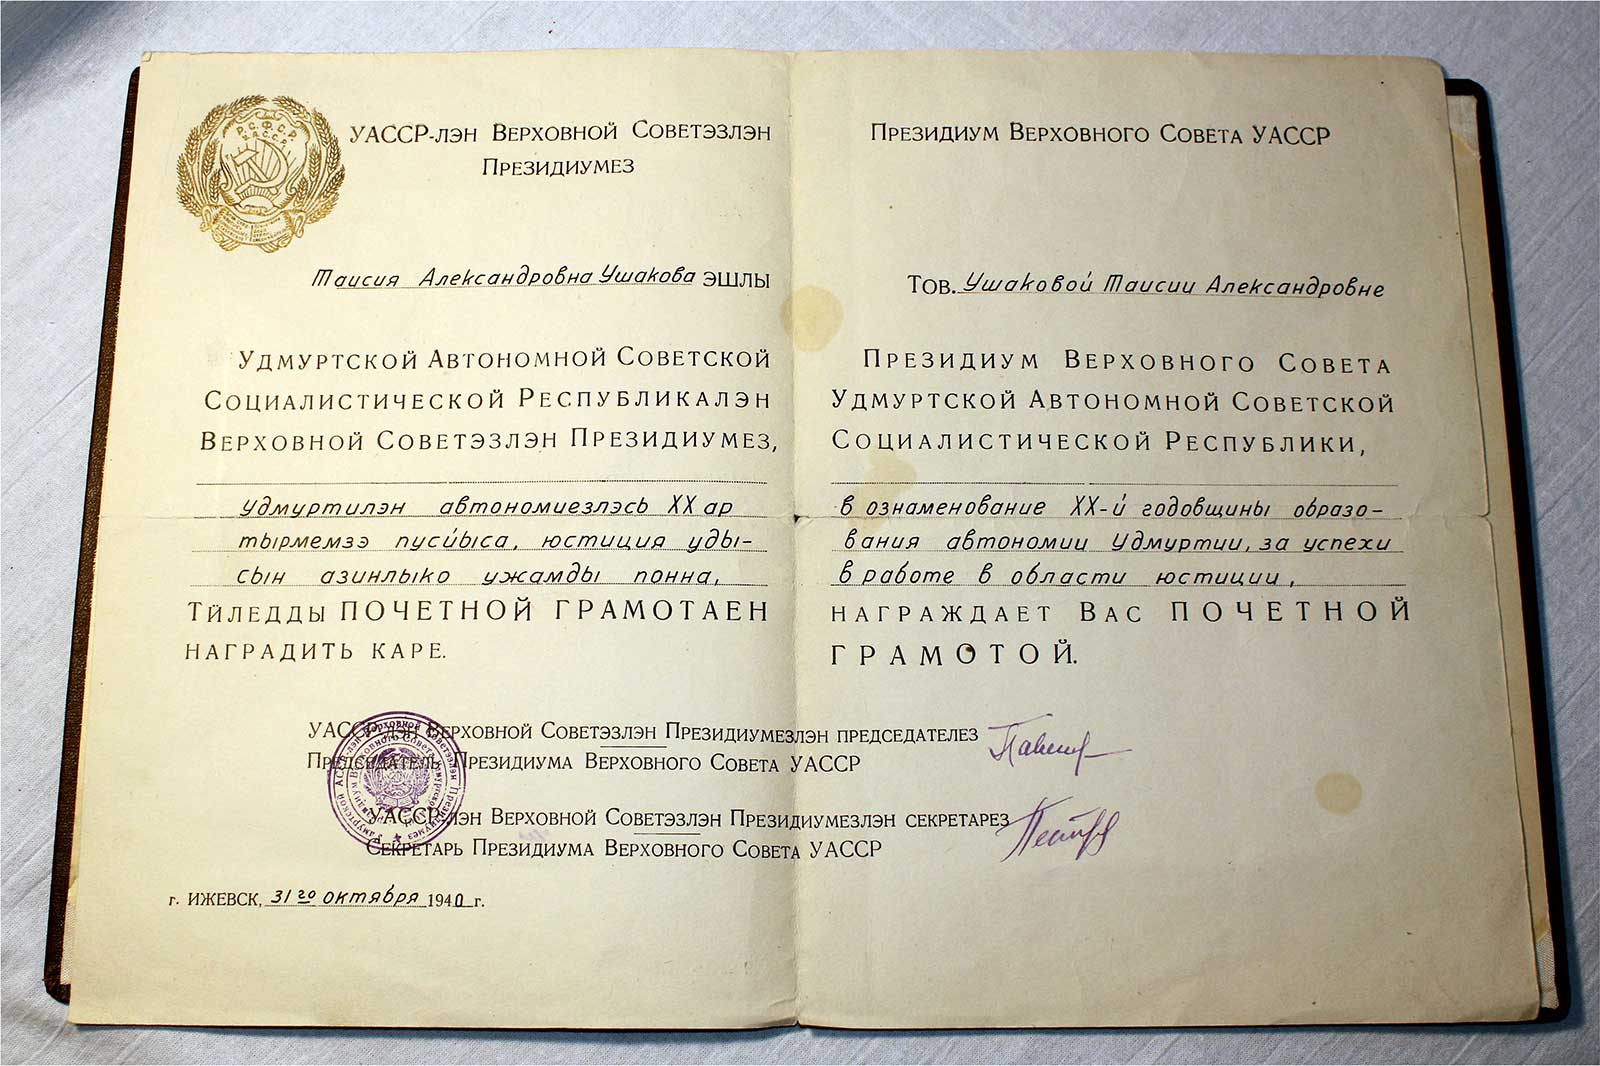 Р.С.Ф.С.Р.
У.А.С.С.Р.
УАССР-лэн Верховной Советэзлэн
Президиумез
Таисия Александровна Ушакова эшлы
Удмуртской Автономной Советской
Социалистической Республикалэн
Верховной Советэзлэн Президиумез,
Удмуртилэн автономиезлэсь XX ар
тырмемзэ пусйыса, юстиция уды-
сын азинлыко ужамды понна,
Тӥледды ПОЧЕТНОЙ ГРАМОТАЕН
НАГРАДИТЬ КАРЕ.
Президиум Верховного Совета УАССР
Тов. Ушаковой Таисии Александровне
Президиум Верховного Совета
Удмуртской Автономной Советской
Социалистической Республики,
в ознаменование XX-й годовщины образо-
вания автономии Удмуртии, за успехи
в работе в области юстиции,
НАГРАЖДАЕТ Вас ПОЧЕТНОЙ
ГРАМОТОЙ.
УАССР-лэн Верховной Советэзлэн Президиумезлэн председателез
Председатель Президиума Верховного Совета УАССР
УАССР-лэн Верховной Советэзлэн Президиумезлэн секретарез
Секретарь Президиума Верховного Совета УАССР
г. ИЖЕВСК, 31го октября 1940 г.